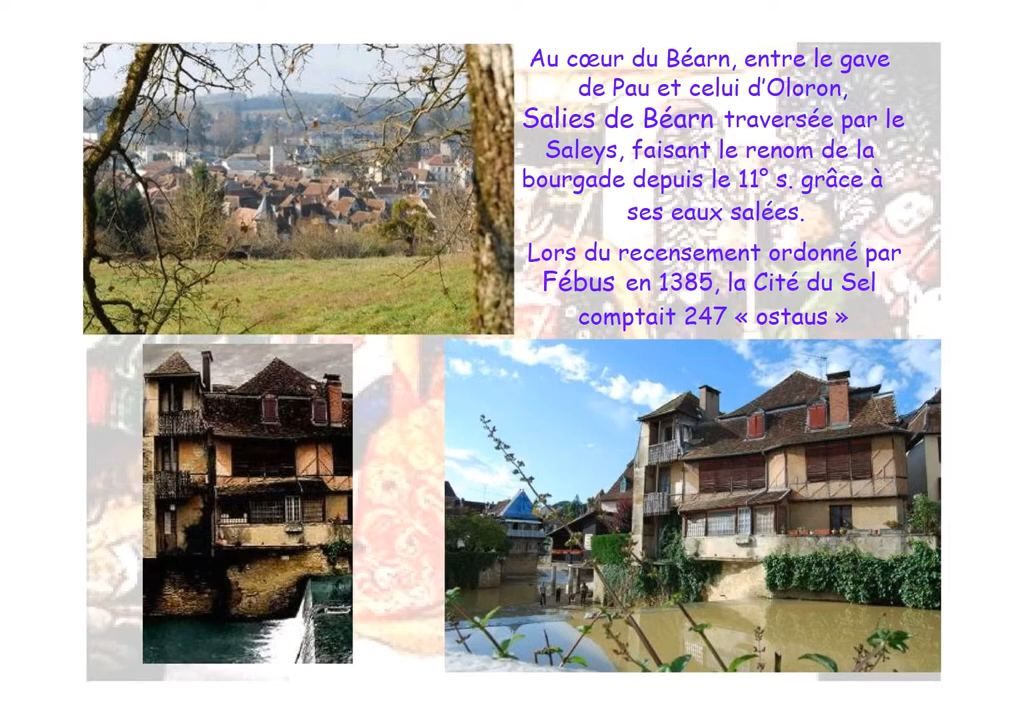 Au cœur du Béarn, entre le gave
de Pau et celui d'Oloron,
Salies de Béarn traversée par le
Saleys, faisant le renom de la
bourgade depuis le 11° s. grâce à
ses eaux salées.
Lors du recensement ordonné par
Fébus en 1385, la Cité du Sel
comptait 247 « ostaus »